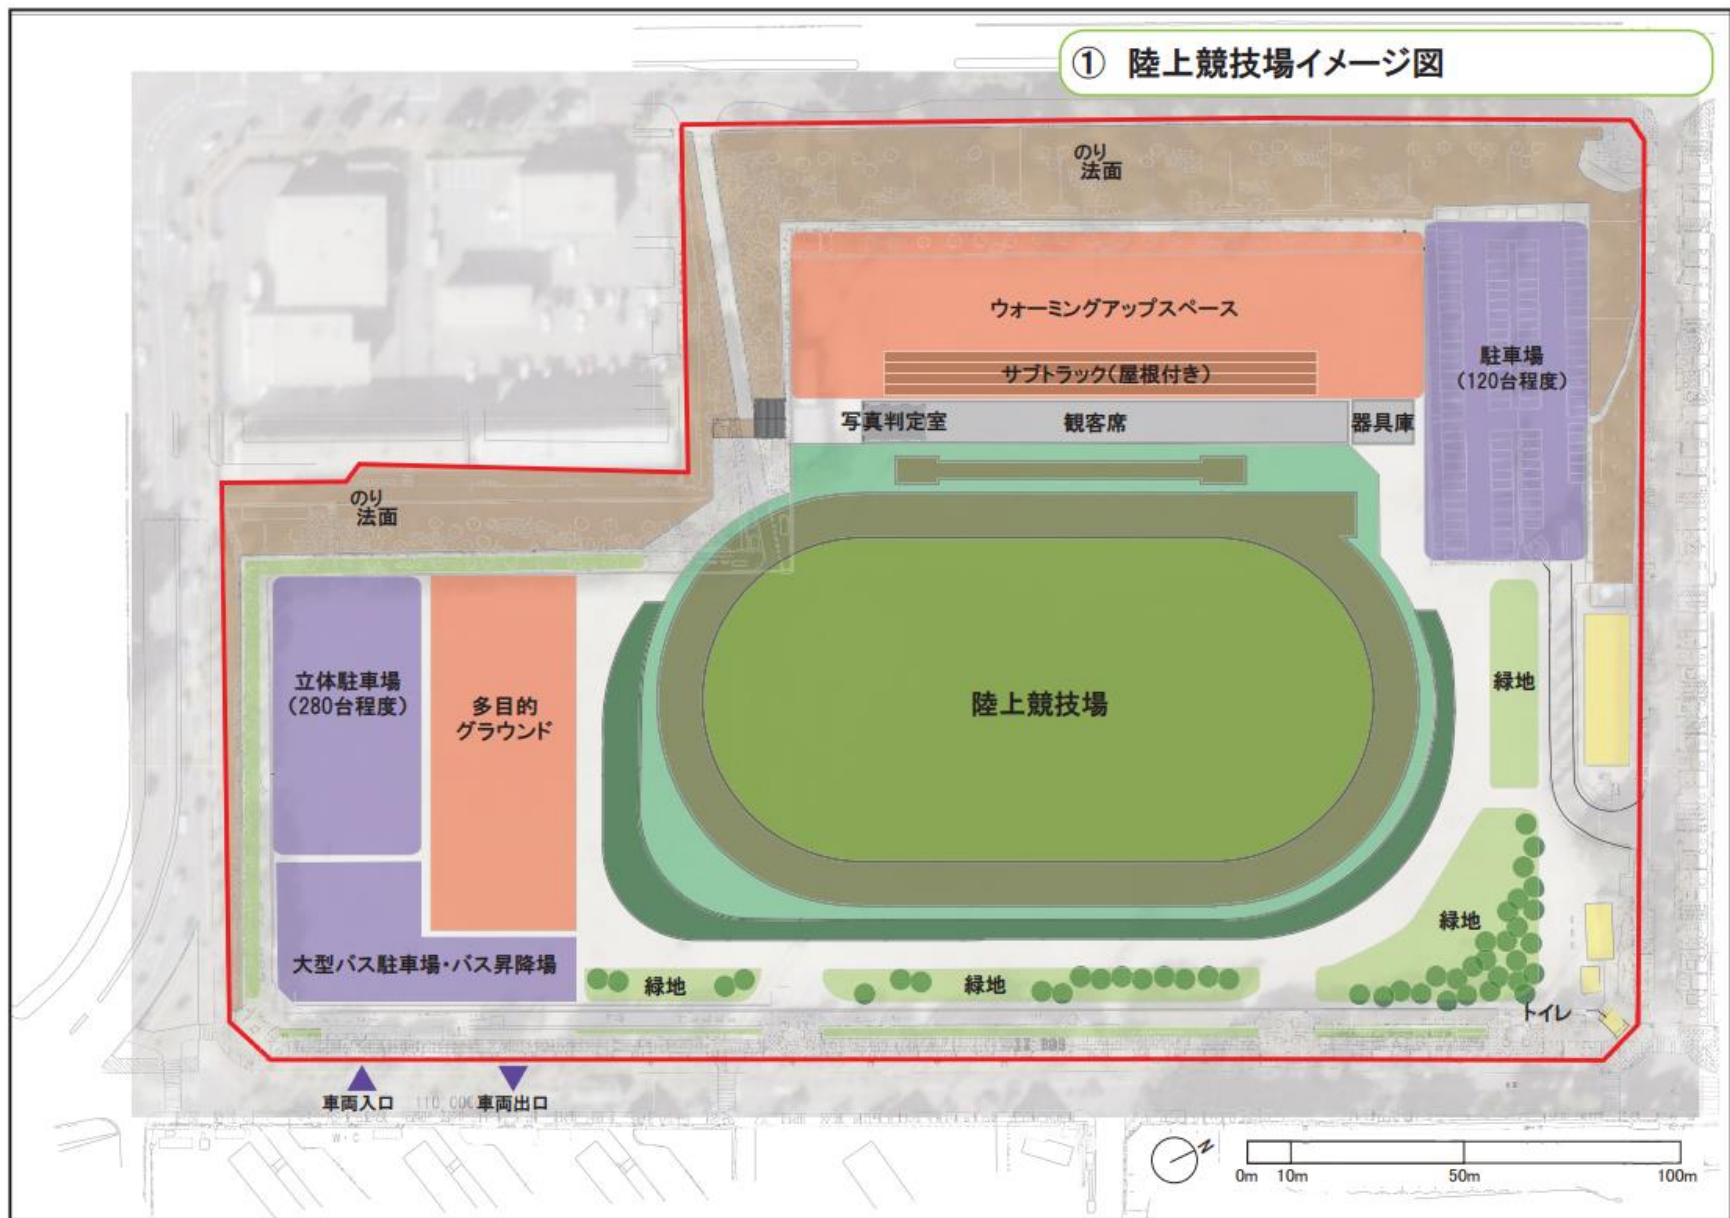 ① 陸上競技場イメージ図
のり
法面
ウォーミングアップスペース
サブトラック(屋根付き)
駐車場
(120台程度)
写真判定室
観客席
器具庫
のり
法面
立体駐車場
(280台程度)
多目的
グラウンド
陸上競技場
緑地
緑地
大型バス駐車場・バス昇降場
緑地
緑地
トイレ
車両入口
車両出口
W・C
N
0m
10m
50m
100m